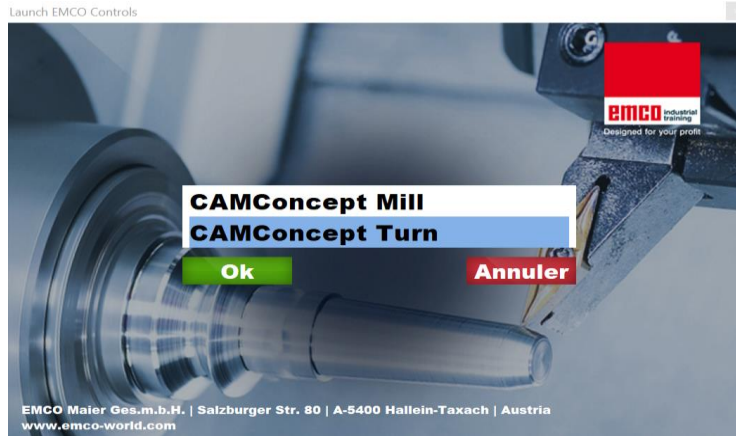 Launch EMCO Controls
emco industrial
training
Designed for your profit
CAMConcept Mill
CAMConcept Turn
Ok Annuler
EMCO Maier Ges.m.b.H. | Salzburger Str. 80 | A-5400 Hallein-Taxach | Austria
www.emco-world.com